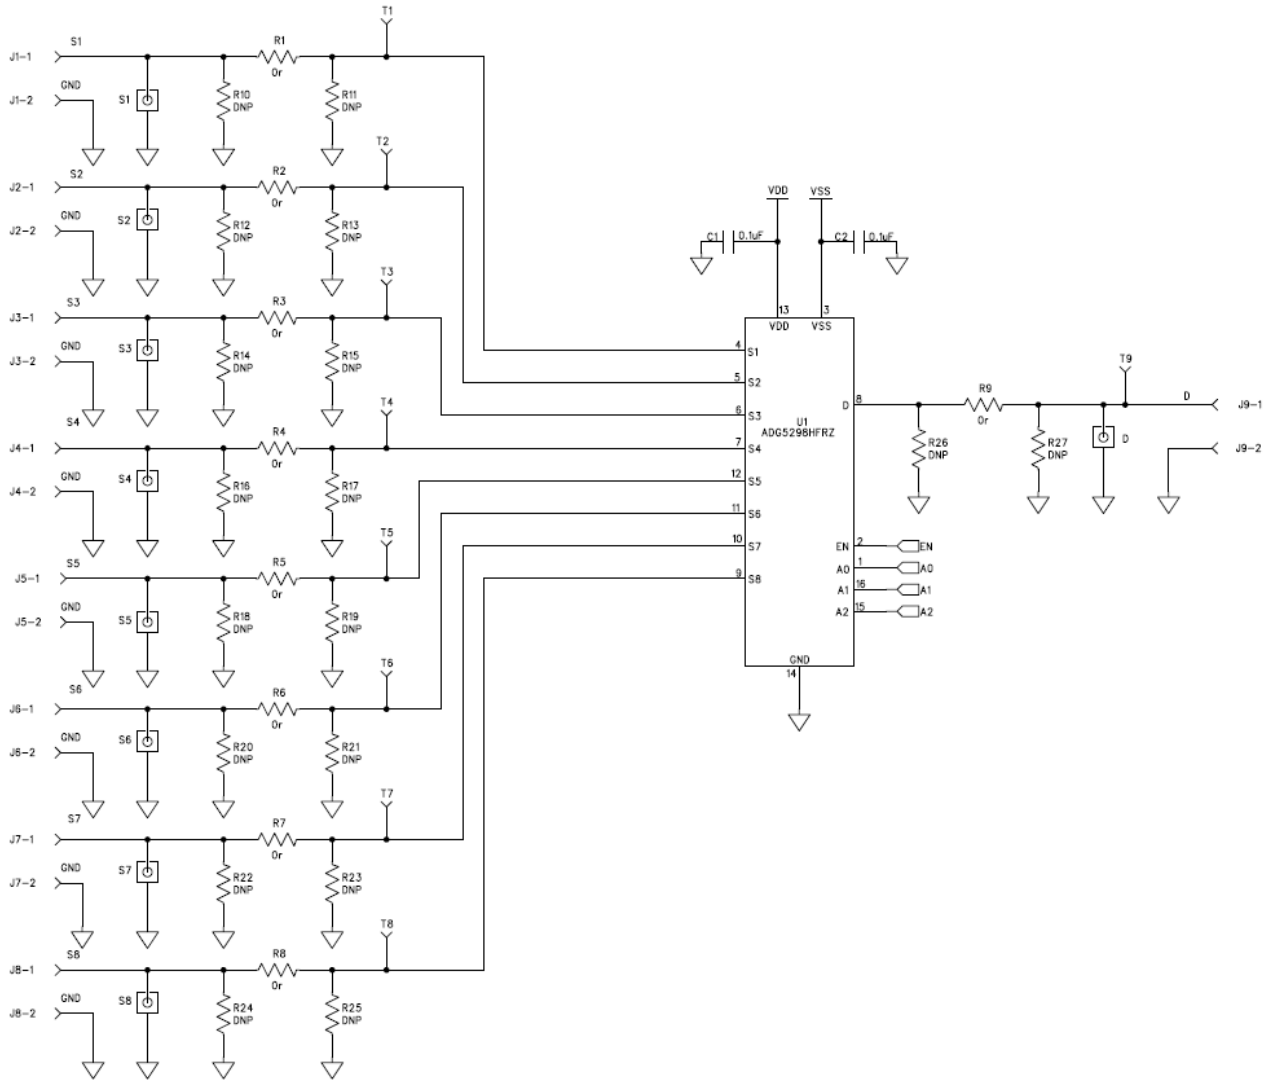 T1
S1
R1
J1-1
0r
GND
J1-2
S1
R10
DNP
R11
DNP
T2
S2
R2
J2-1
0r
GND
J2-2
S2
R12
DNP
R13
DNP
T3
S3
R3
J3-1
0r
GND
J3-2
S3
R14
DNP
R15
DNP
T4
S4
R4
J4-1
0r
GND
J4-2
S4
R16
DNP
R17
DNP
T5
S5
R5
J5-1
0r
GND
J5-2
S5
R18
DNP
R19
DNP
T6
S6
R6
J6-1
0r
GND
J6-2
S6
R20
DNP
R21
DNP
T7
S7
R7
J7-1
0r
GND
J7-2
S7
R22
DNP
R23
DNP
T8
S8
R8
J8-1
0r
GND
J8-2
S8
R24
DNP
R25
DNP
VDD
VSS
C1
0.1uF
C2
0.1uF
13
3
VDD
VSS
4
S1
5
S2
6
S3
7
S4
12
S5
11
S6
10
S7
9
S8
U1
ADG5298HFRZ
D
8
EN
2
EN
A0
1
A0
A1
16
A1
A2
15
A2
GND
14
R9
0r
R26
DNP
R27
DNP
T9
D
D
J9-1
J9-2